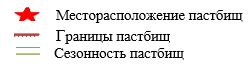 Месторасположение пастбищ
Границы пастбищ
Сезонность пастбищ